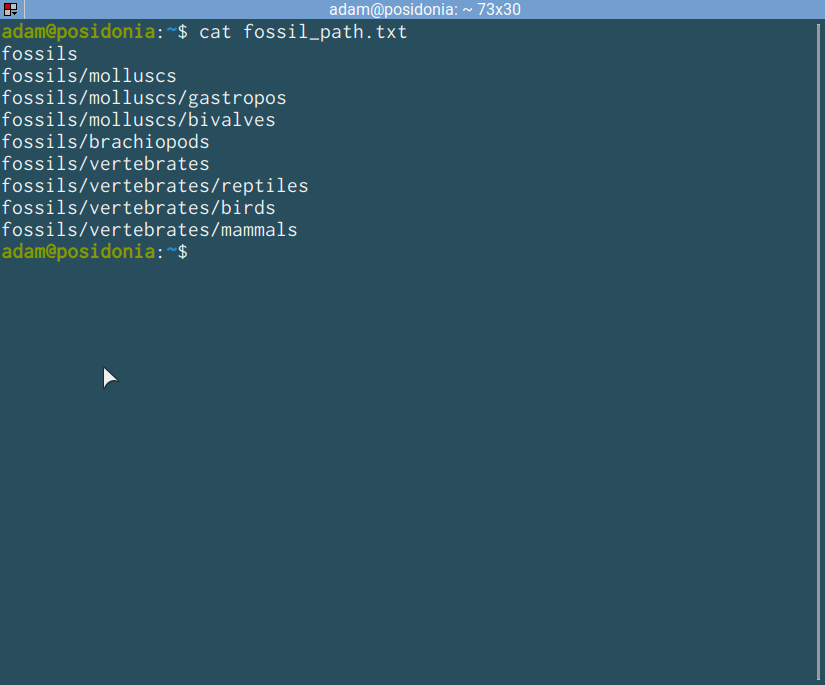 adam@posidonia: ~ 73x30
adam@posidonia:~$ cat fossil_path.txt
fossils
fossils/molluscs
fossils/molluscs/gastropos
fossils/molluscs/bivalves
fossils/brachiopods
fossils/vertebrates
fossils/vertebrates/reptiles
fossils/vertebrates/birds
fossils/vertebrates/mammals
adam@posidonia:~$